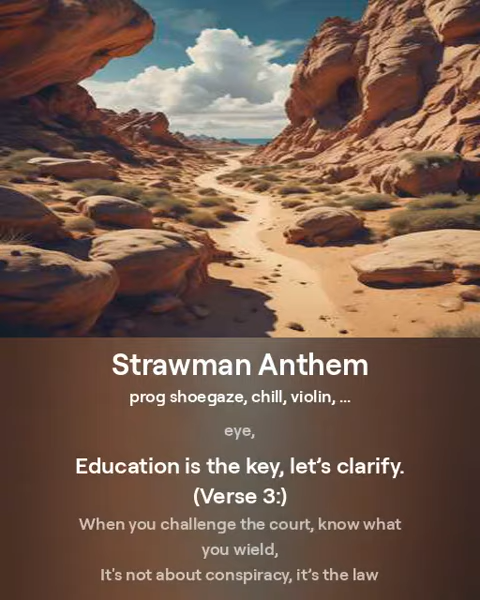 Strawman Anthem
prog shoegaze, chill, violin, ...
eye,
Education is the key, let’s clarify.
(Verse 3:)
When you challenge the court, know what
you wield,
It's not about conspiracy, it’s the law